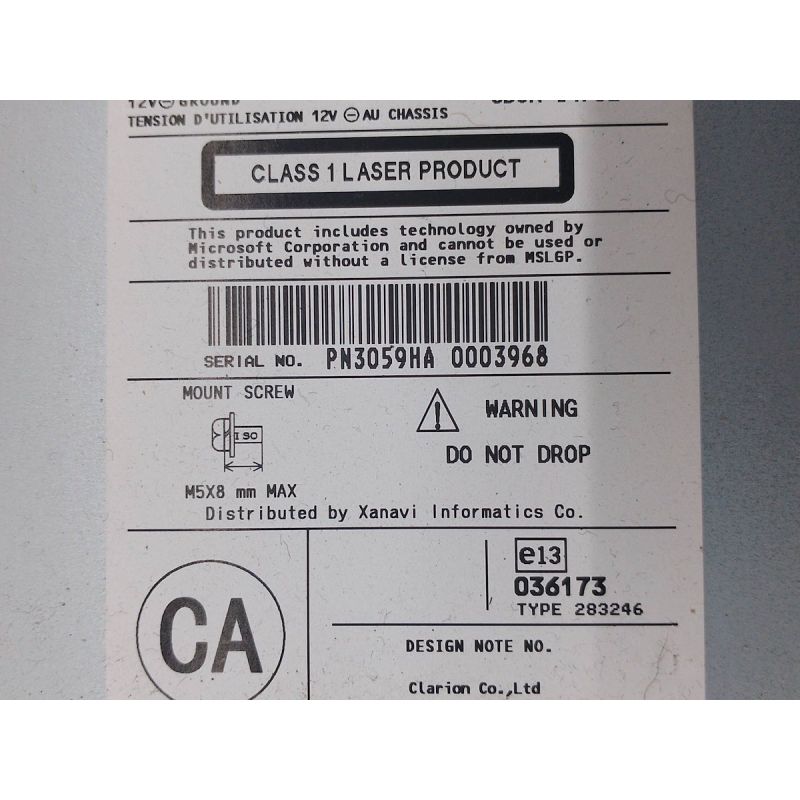 12V⊖GROUND
TENSION D'UTILISATION 12V ⊖ AU CHASSIS
CLASS 1 LASER PRODUCT
This product includes technology owned by
Microsoft Corporation and cannot be used or
distributed without a license from MSLGP.
SERIAL NO. PN3059HA 0003968
MOUNT SCREW
ISO
M5X8 mm MAX
WARNING
DO NOT DROP
Distributed by Xanavi Informatics Co.
CA
e13
036173
TYPE 283246
DESIGN NOTE NO.
Clarion Co.,Ltd